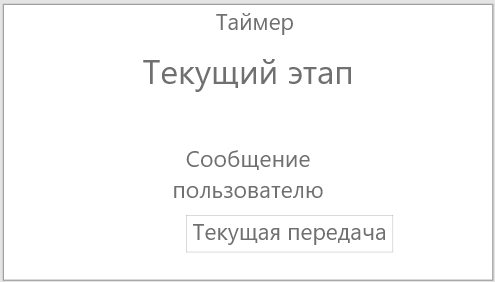 Таймер
Текущий этап
Сообщение
пользователю
Текущая передача